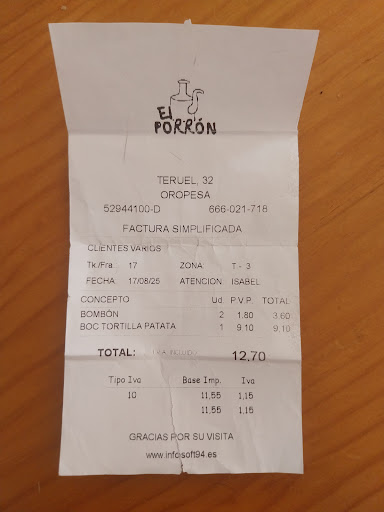 El
PORRÓN
TERUEL, 32
OROPESA
52944100-D 666-021-718
FACTURA SIMPLIFICADA
CLIENTES VARIOS
Tk./Fra.: 17 ZONA: T - 3
FECHA: 17/08/25 ATENCION: ISABEL
CONCEPTO Ud. P.V.P. TOTAL
BOMBÓN 2 1.80 3.60
BOC TORTILLA PATATA 1 9.10 9.10
TOTAL: 12,70
Tipo Iva Base Imp. Iva
10 11,55 1,15
11,55 1,15
GRACIAS POR SU VISITA
www.infoisoft94.es